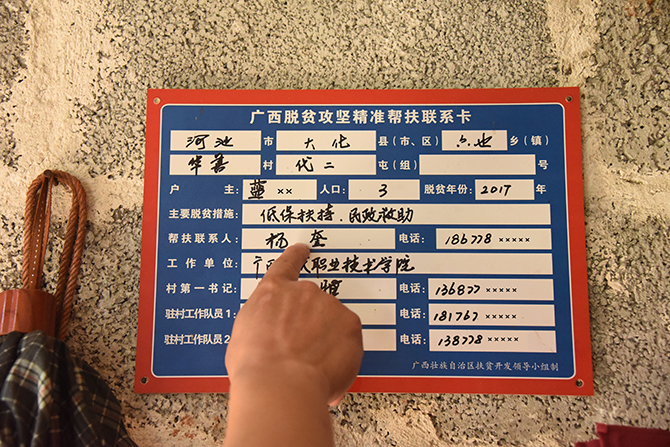 广西脱贫攻坚精准帮扶联系卡
河池 市 大化 县（市、区） 乡（镇）
华善 村 代二 屯（组） 号
户 主： 蓝×× 人口： 3 脱贫年份： 2017 年
主要脱贫措施： 低保扶持、民政救助
帮扶联系人： 杨 奎 电话： 186778×××××
工作单位： 广西 职业技术学院
村第一书记 电话： 136877×××××
驻村工作队员1： 电话： 181767×××××
驻村工作队员2 电话： 138778×××××
广西壮族自治区扶贫开发领导小组制